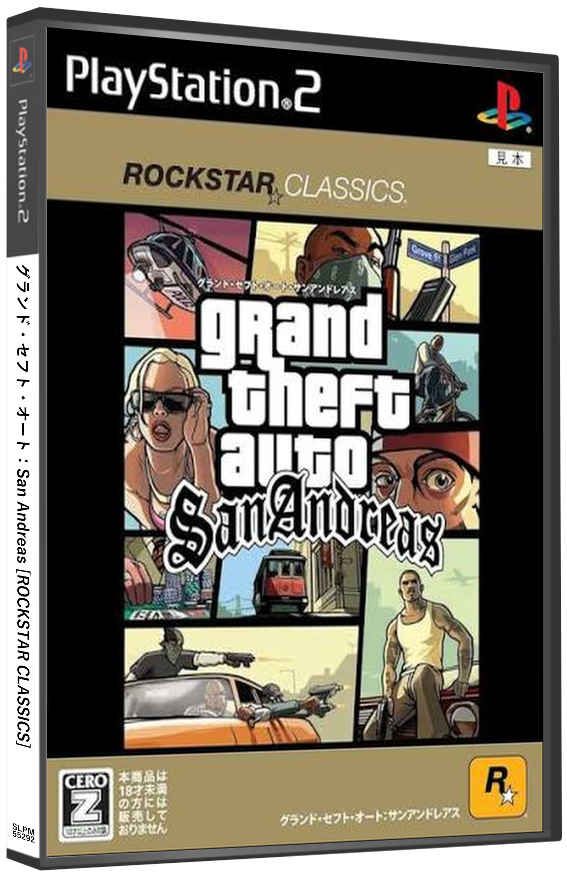 PlayStation®2
見本
ROCKSTAR CLASSICS®
Grove St
Glen Park
グランド・セフト・オート・サンアンドレアス
grand
theft
auto
San Andreas
CERO
Z
本商品は
18才未満
の方には
販売して
おりません
グランド・セフト・オート:サンアンドレアス
R
PlayStation®2
グランド・セフト・オート：San Andreas [ROCKSTAR CLASSICS]
SLPM
55292